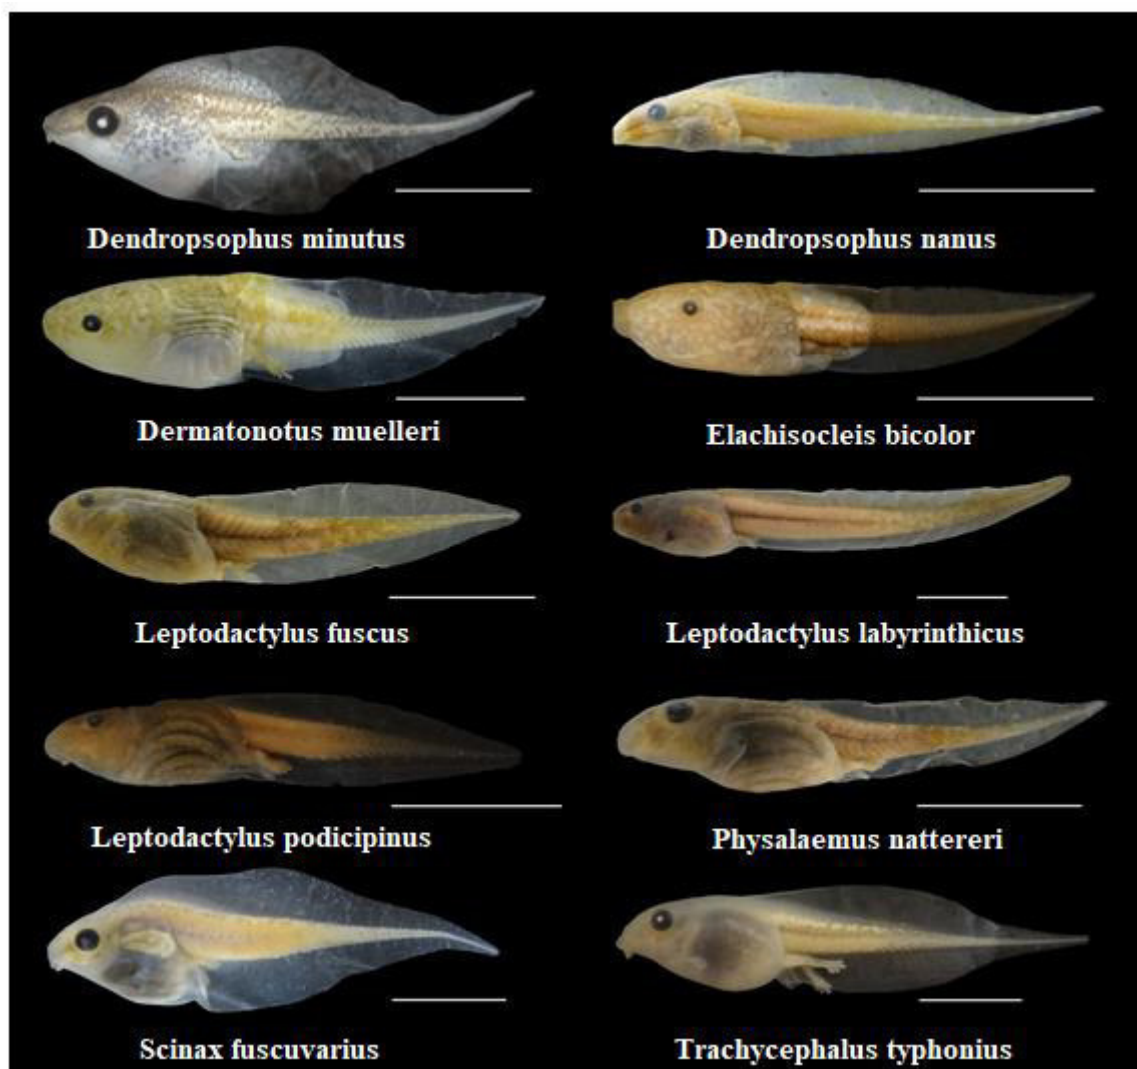 Dendropsophus minutus
Dendropsophus nanus
Dermatonotus muelleri
Elachisocleis bicolor
Leptodactylus fuscus
Leptodactylus labyrinthicus
Leptodactylus podicipinus
Physalaemus nattereri
Scinax fuscuvarius
Trachycephalus typhonius